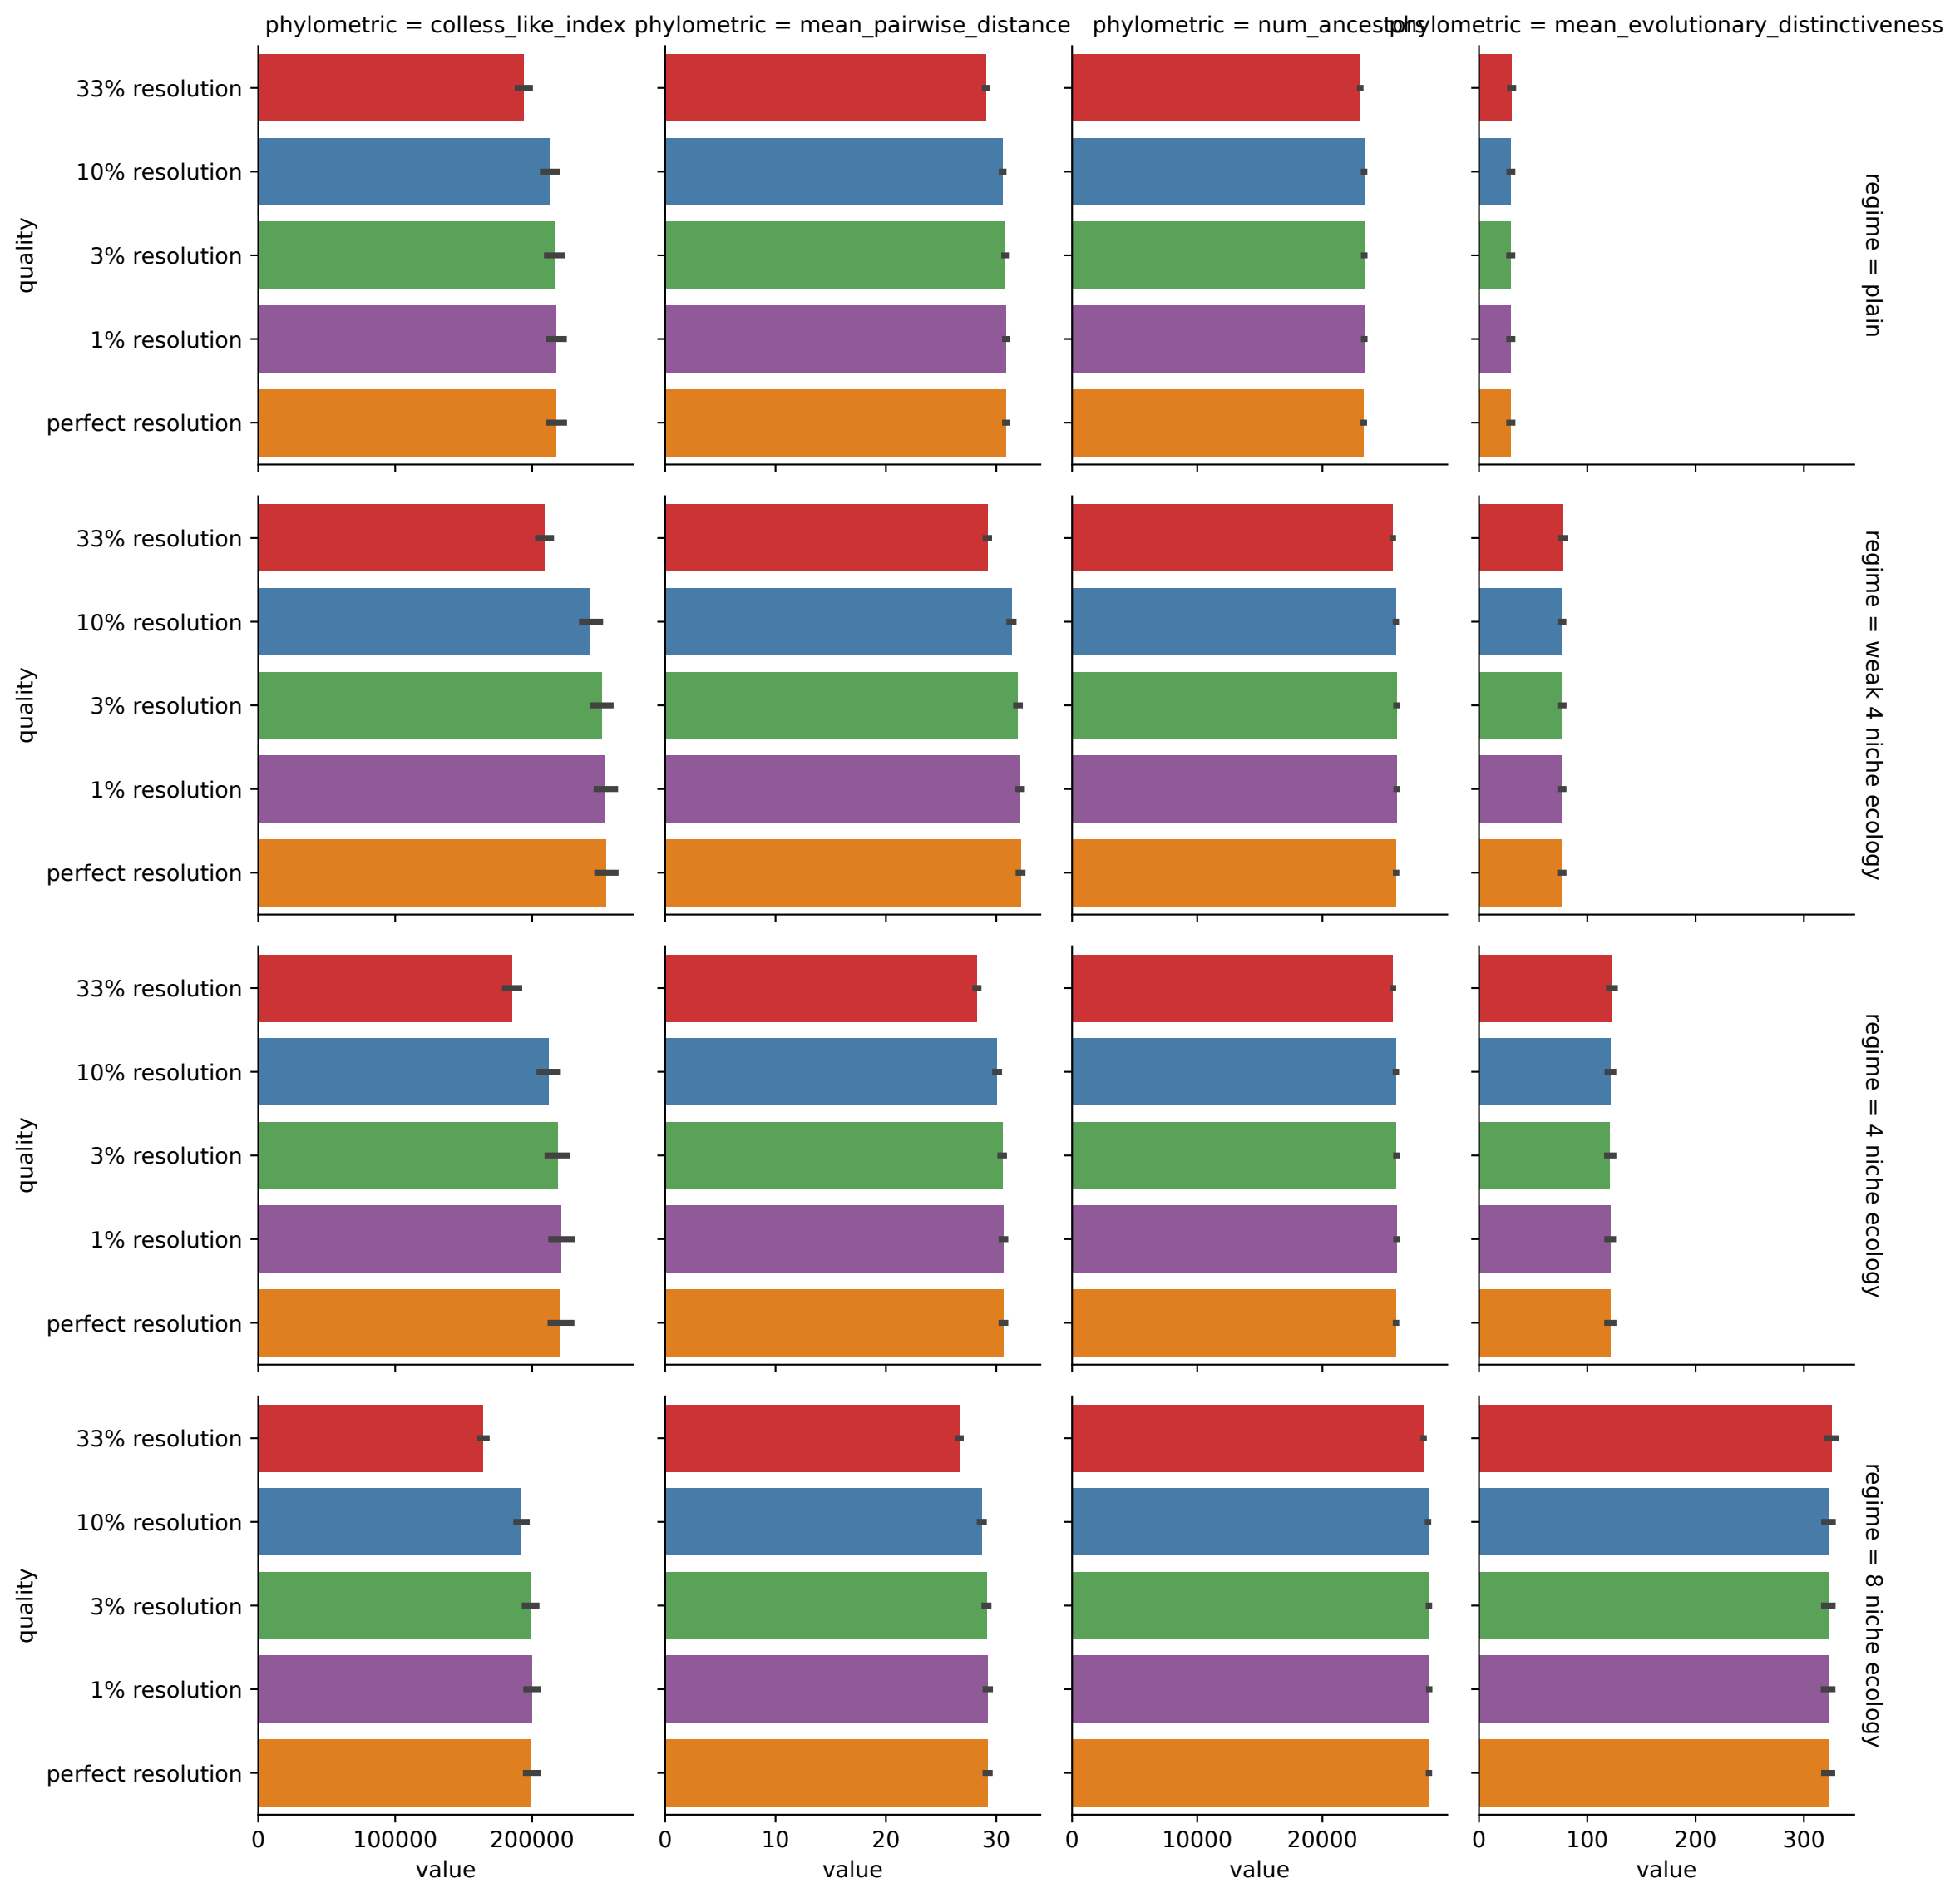 phylometric = colless_like_index
phylometric = mean_pairwise_distance
phylometric = num_ancestors
phylometric = mean_evolutionary_distinctiveness
33% resolution
10% resolution
3% resolution
1% resolution
perfect resolution
quality
regime = plain
33% resolution
10% resolution
3% resolution
1% resolution
perfect resolution
quality
regime = weak 4 niche ecology
33% resolution
10% resolution
3% resolution
1% resolution
perfect resolution
quality
regime = 4 niche ecology
33% resolution
10% resolution
3% resolution
1% resolution
perfect resolution
quality
regime = 8 niche ecology
0 100000 200000
0 10 20 30
0 10000 20000
0 100 200 300
value
value
value
value